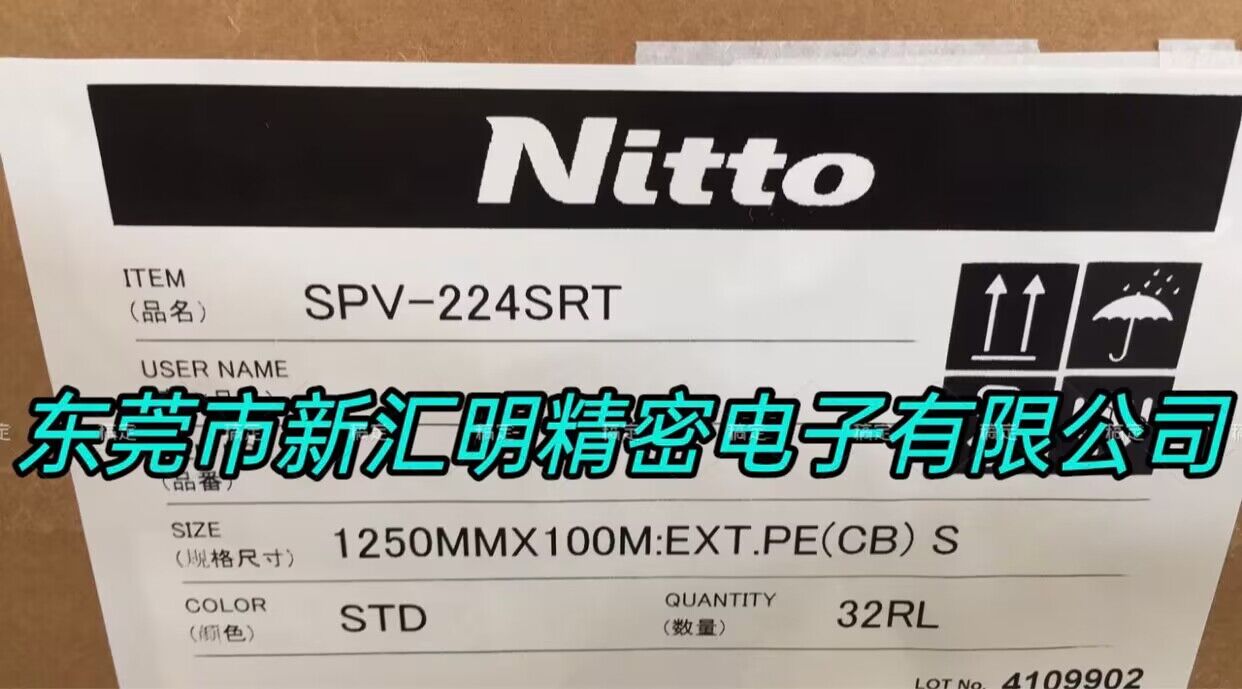 Nitto
ITEM
(品名)
SPV-224SRT
USER NAME
东莞市新汇明精密电子有限公司
(品番)
SIZE
(规格尺寸)
1250MMX100M:EXT.PE(CB) S
COLOR
(颜色)
STD
QUANTITY
(数量)
32RL
LOT No. 4109902